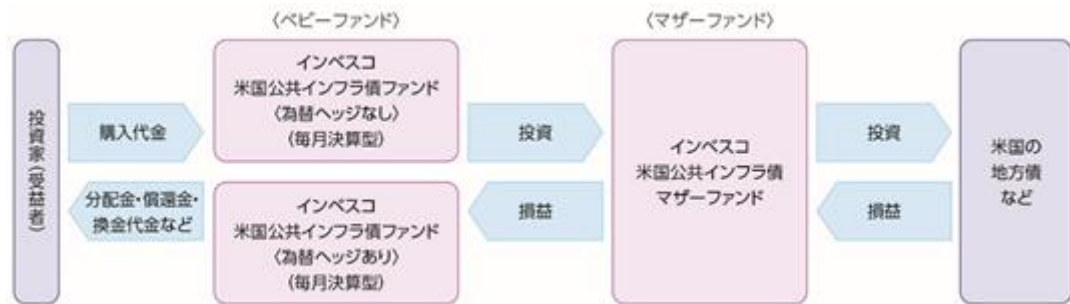 〈ベビーファンド〉
〈マザーファンド〉
投資家(受益者)
購入代金
分配金・償還金・
換金代金など
インベスコ
米国公共インフラ債ファンド
〈為替ヘッジなし〉
(毎月決算型)
インベスコ
米国公共インフラ債ファンド
〈為替ヘッジあり〉
(毎月決算型)
投資
損益
インベスコ
米国公共インフラ債
マザーファンド
投資
損益
米国の
地方債
など